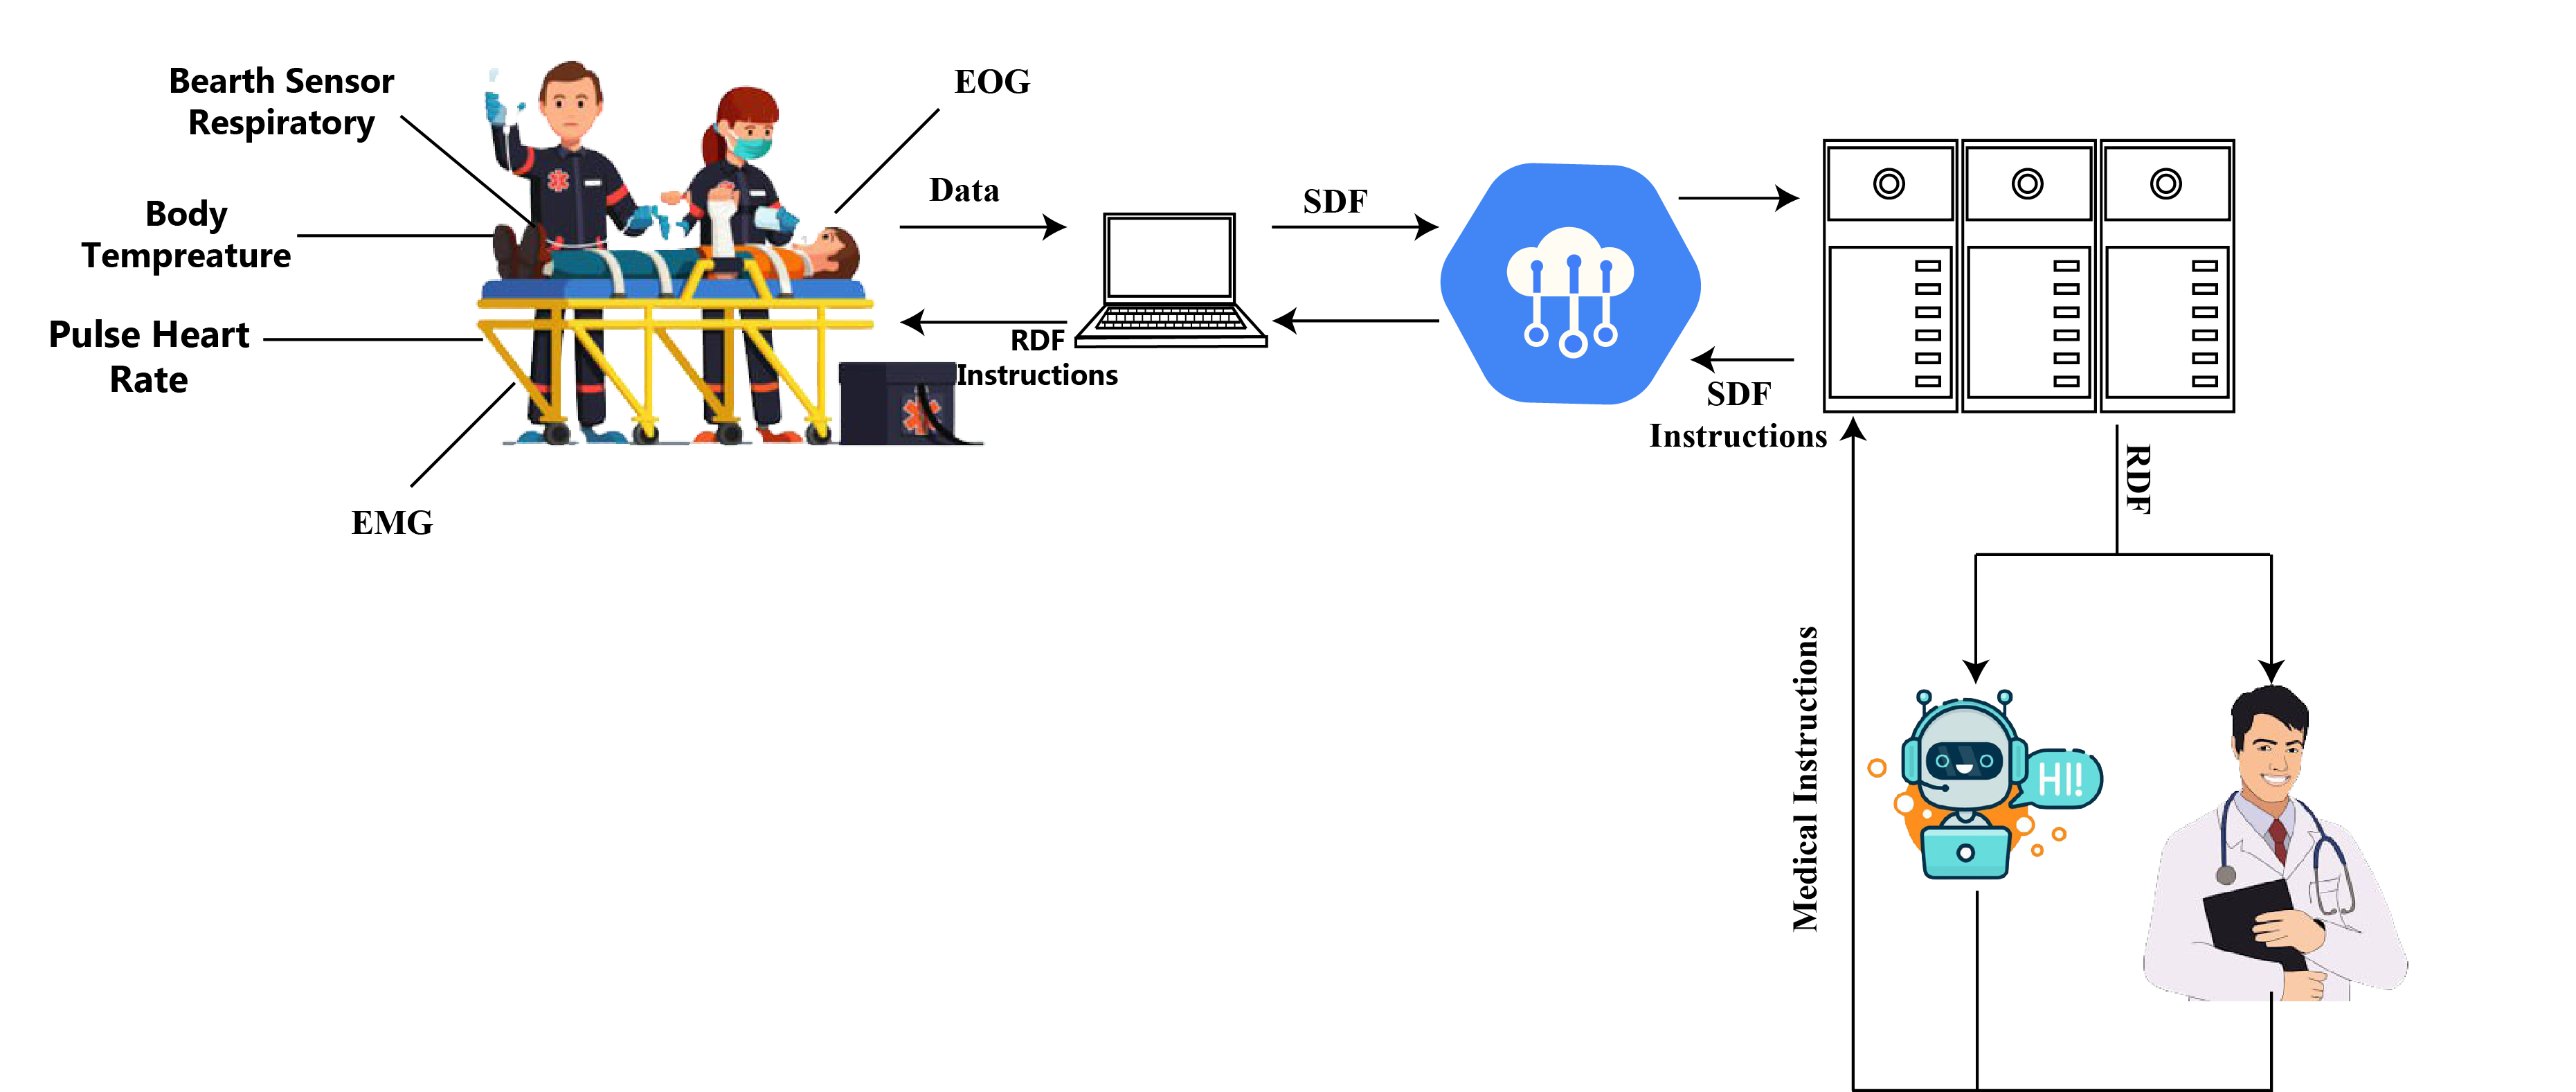 Bearth Sensor
Respiratory
EOG
Body
Tempreature
Data
SDF
Pulse Heart
Rate
RDF
Instructions
SDF
Instructions
EMG
RDF
Medical Instructions
HI!